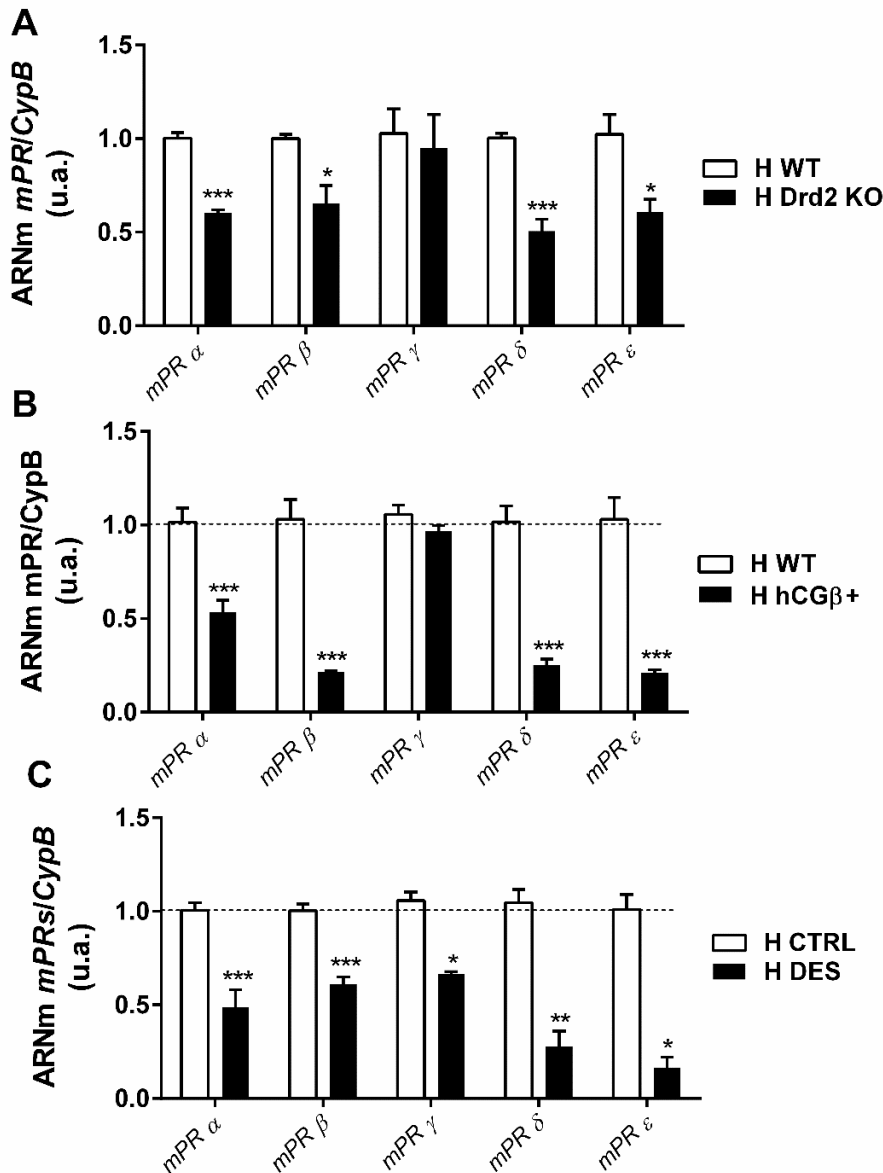 A
ARNm mPR/CypB
(u.a.)
1.5
1.0
0.5
0.0
***
*
***
*
mPR α
mPR β
mPR γ
mPR δ
mPR ε
H WT
H Drd2 KO
B
ARNm mPR/CypB
(u.a.)
1.5
1.0
0.5
0.0
***
***
***
***
mPR α
mPR β
mPR γ
mPR δ
mPR ε
H WT
H hCGβ+
C
ARNm mPRs/CypB
(u.a.)
1.5
1.0
0.5
0.0
***
***
*
**
*
mPR α
mPR β
mPR γ
mPR δ
mPR ε
H CTRL
H DES